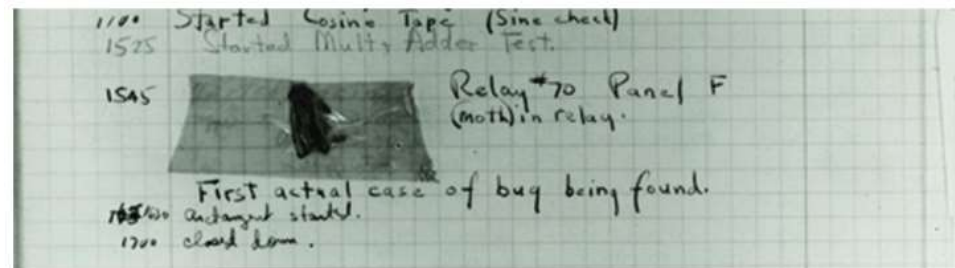 1100 Started Cosine Tape (Sine check)
1525 Started Mult+ Adder Test.
1545 Relay #70 Panel F
(moth) in relay.
First actual case of bug being found.
1630 arctangent started.
1700 closed down.